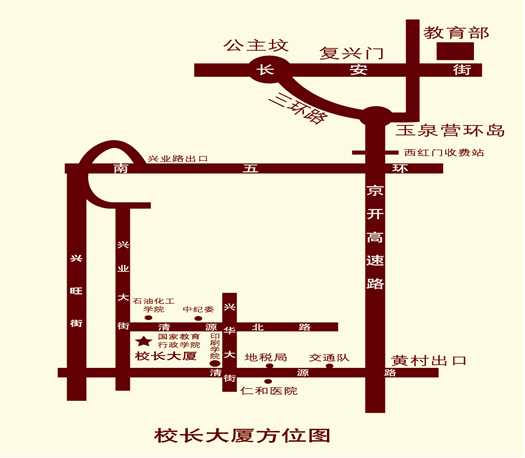 教育部
公主坟
复兴门
长安街
三环路
玉泉营环岛
西红门收费站
兴业路出口
南五环
京开高速路
兴旺街
兴业大街
石油化工
学院
中纪委
兴华大街
清源北路
国家教育
行政学院
校长大厦
印刷学院
地税局
交通队
黄村出口
清源路
仁和医院
校长大厦方位图